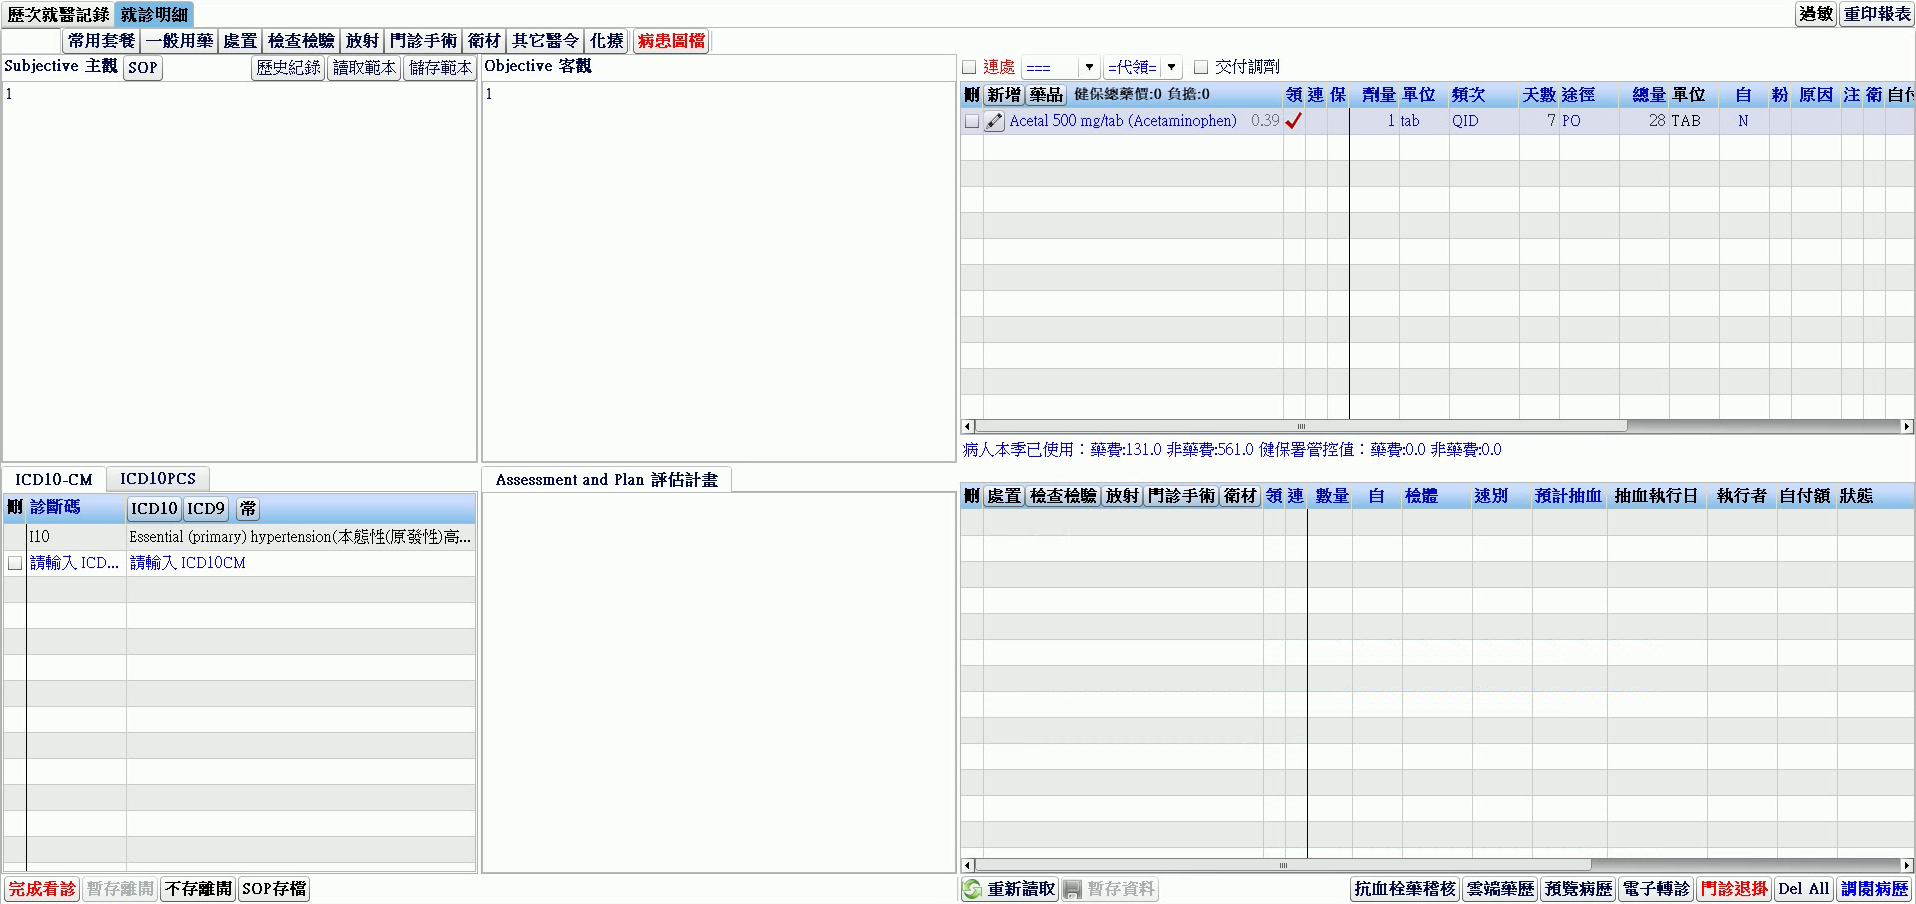 歷次就醫記錄 就診明細 過敏 重印報表
常用套餐 一般用藥 處置 檢查檢驗 放射 門診手術 衛材 其它醫令 化療 病患圖檔
Subjective 主觀 SOP 歷史紀錄 讀取範本 儲存範本 Objective 客觀
1
1
連處 === =代領= 交付調劑
刪 新增 藥品 健保總藥價:0 負擔:0 領 連 保 劑量 單位 頻次 天數 途徑 總量 單位 自 粉 原因 注 衛 自付
Acetal 500 mg/tab (Acetaminophen) 0.39 1 tab QID 7 PO 28 TAB N
病人本季已使用：藥費:131.0 非藥費:561.0 健保署管控值：藥費:0.0 非藥費:0.0
ICD10-CM ICD10PCS
刪 診斷碼 ICD10 ICD9 常
I10 Essential (primary) hypertension(本態性(原發性)高...
請輸入 ICD... 請輸入 ICD10CM
Assessment and Plan 評估計畫
刪 處置 檢查檢驗 放射 門診手術 衛材 領 連 數量 自 檢體 速別 預計抽血 抽血執行日 執行者 自付額 狀態
完成看診 暫存離開 不存離開 SOP存檔 重新讀取 暫存資料 抗血栓藥稽核 雲端藥歷 預覽病歷 電子轉診 門診退掛 Del All 調閱病歷